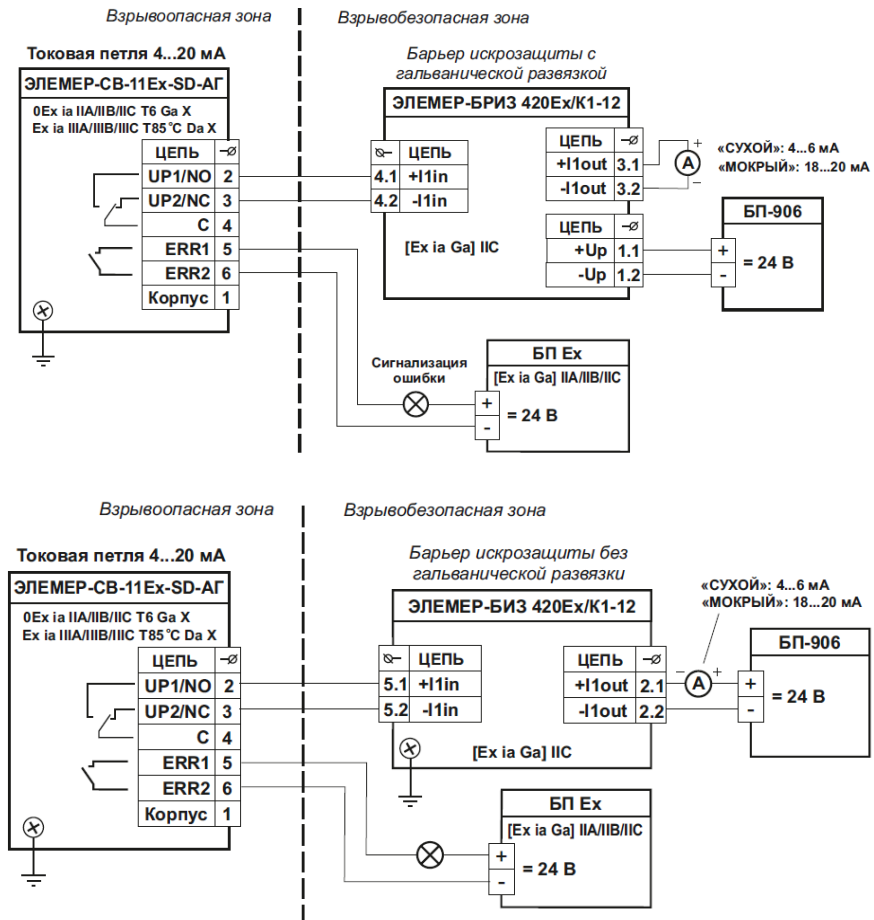 Взрывоопасная зона
Взрывобезопасная зона
Токовая петля 4...20 мА
Барьер искрозащиты с
гальванической развязкой
ЭЛЕМЕР-СВ-11Ex-SD-АГ
0Ex ia IIA/IIB/IIC T6 Ga X
Ex ia IIIA/IIIB/IIIC T85°C Da X
ЦЕПЬ
UP1/NO 2
UP2/NC 3
C 4
ERR1 5
ERR2 6
Корпус 1
ЭЛЕМЕР-БРИЗ 420Ex/К1-12
ЦЕПЬ
4.1 +I1in
4.2 -I1in
[Ex ia Ga] IIC
ЦЕПЬ
+I1out 3.1
-I1out 3.2
ЦЕПЬ
+Up 1.1
-Up 1.2
+
A
-
«СУХОЙ»: 4...6 мА
«МОКРЫЙ»: 18...20 мА
БП-906
+
-
= 24 В
Сигнализация
ошибки
БП Ex
[Ex ia Ga] IIA/IIB/IIC
+
-
= 24 В
Взрывоопасная зона
Взрывобезопасная зона
Токовая петля 4...20 мА
Барьер искрозащиты без
гальванической развязки
ЭЛЕМЕР-СВ-11Ex-SD-АГ
0Ex ia IIA/IIB/IIC T6 Ga X
Ex ia IIIA/IIIB/IIIC T85°C Da X
ЦЕПЬ
UP1/NO 2
UP2/NC 3
C 4
ERR1 5
ERR2 6
Корпус 1
ЭЛЕМЕР-БИЗ 420Ex/К1-12
ЦЕПЬ
5.1 +I1in
5.2 -I1in
[Ex ia Ga] IIC
ЦЕПЬ
+I1out 2.1
-I1out 2.2
«СУХОЙ»: 4...6 мА
«МОКРЫЙ»: 18...20 мА
- A +
БП-906
+
-
= 24 В
БП Ex
[Ex ia Ga] IIA/IIB/IIC
+
-
= 24 В